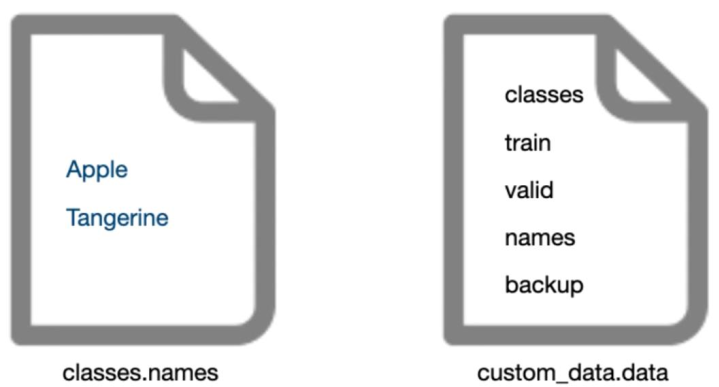 Apple
Tangerine
classes.names
classes
train
valid
names
backup
custom_data.data